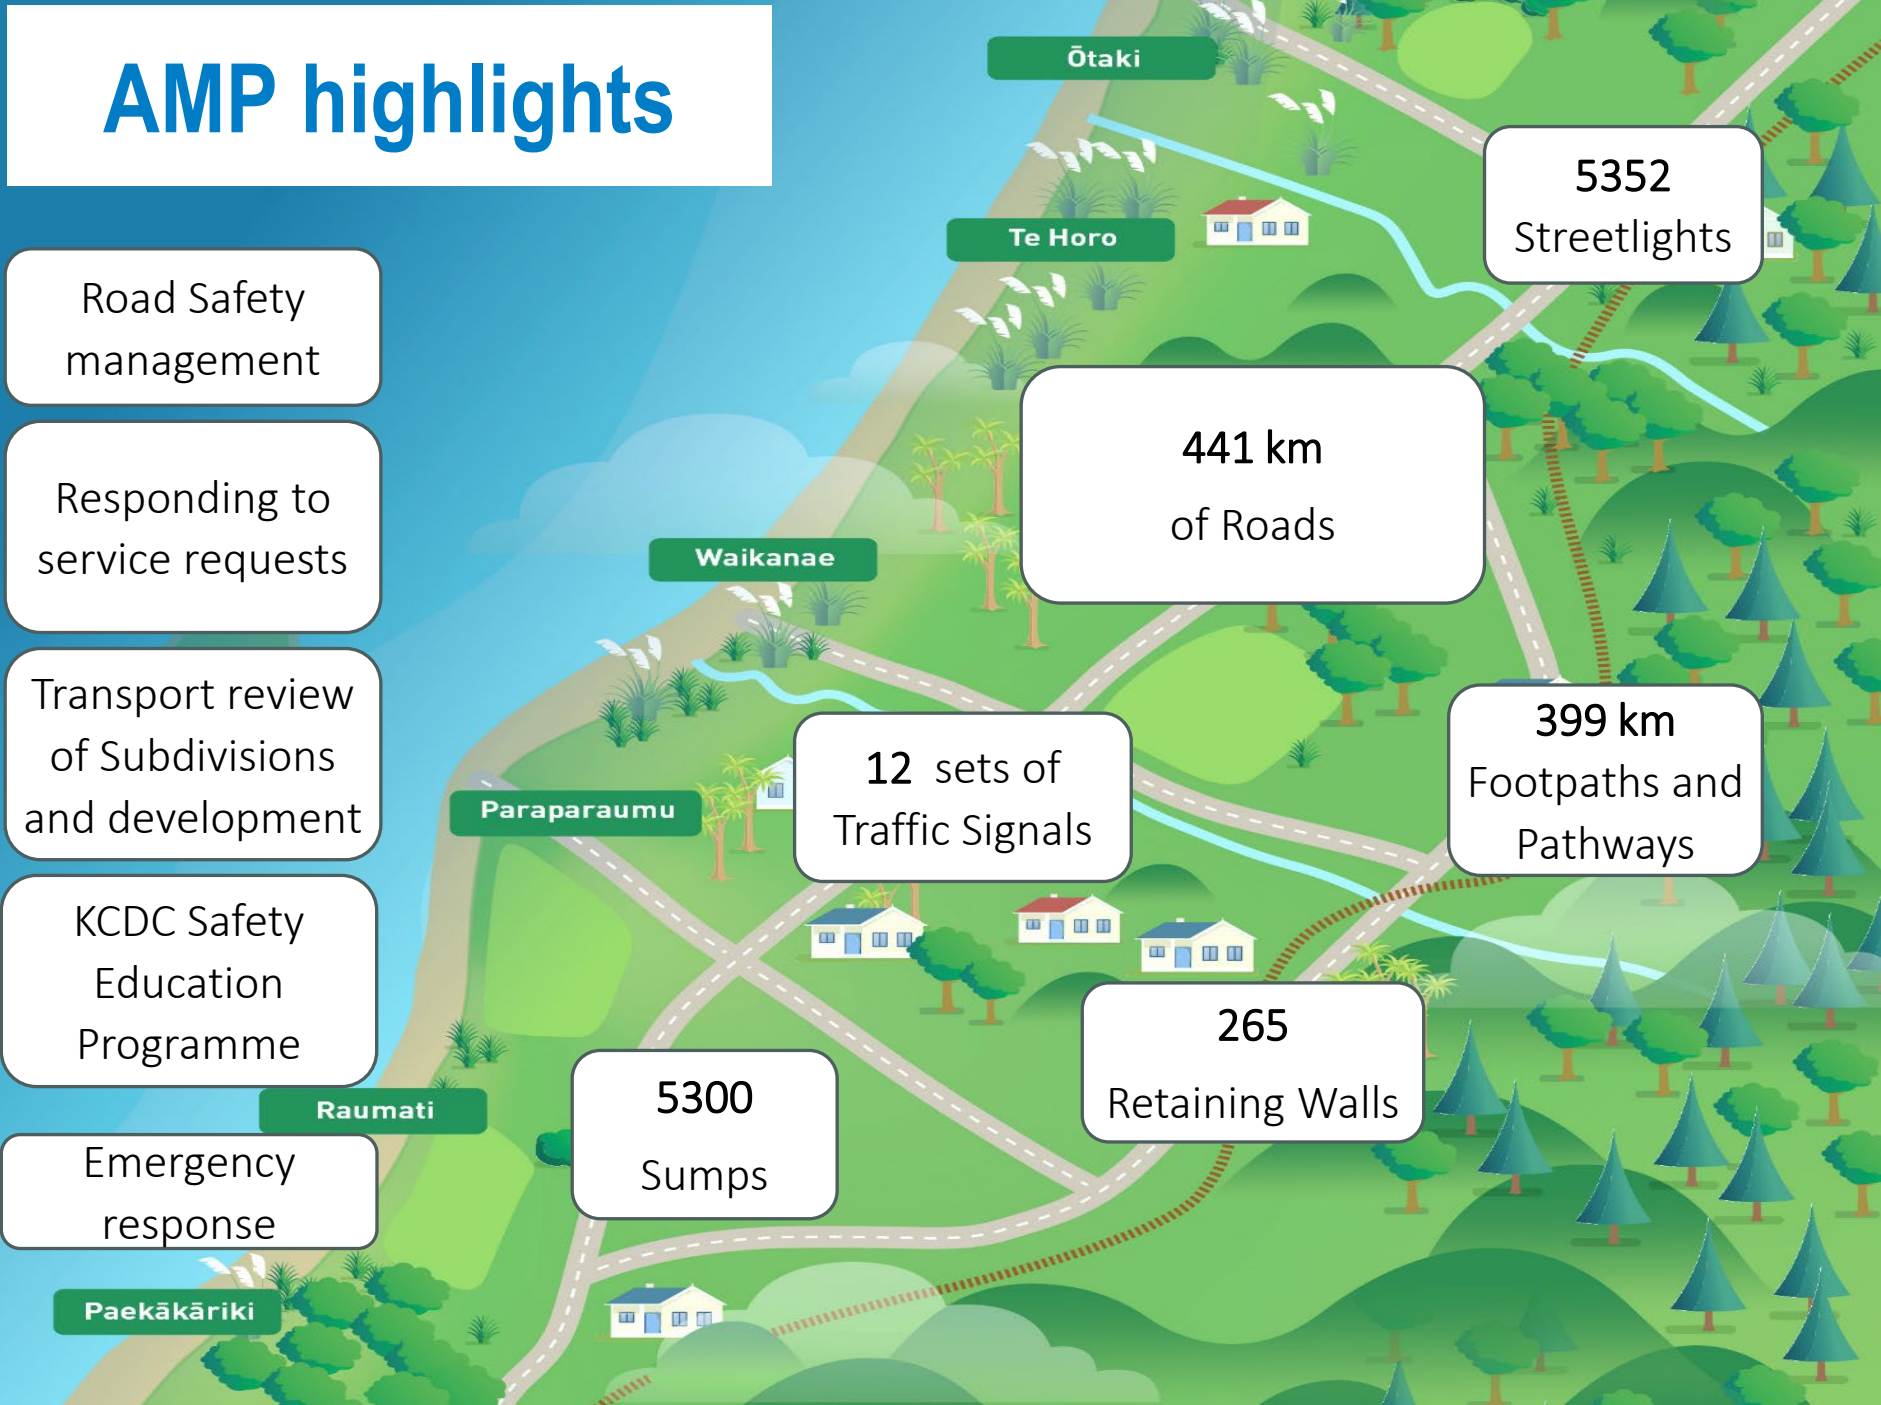 AMP highlights
Road Safety
management
Responding to
service requests
Transport review
of Subdivisions
and development
KCDC Safety
Education
Programme
Emergency
response
Ōtaki
Te Horo
Waikanae
Paraparaumu
Raumati
Paekākāriki
5352
Streetlights
441 km
of Roads
399 km
Footpaths and
Pathways
12 sets of
Traffic Signals
265
Retaining Walls
5300
Sumps